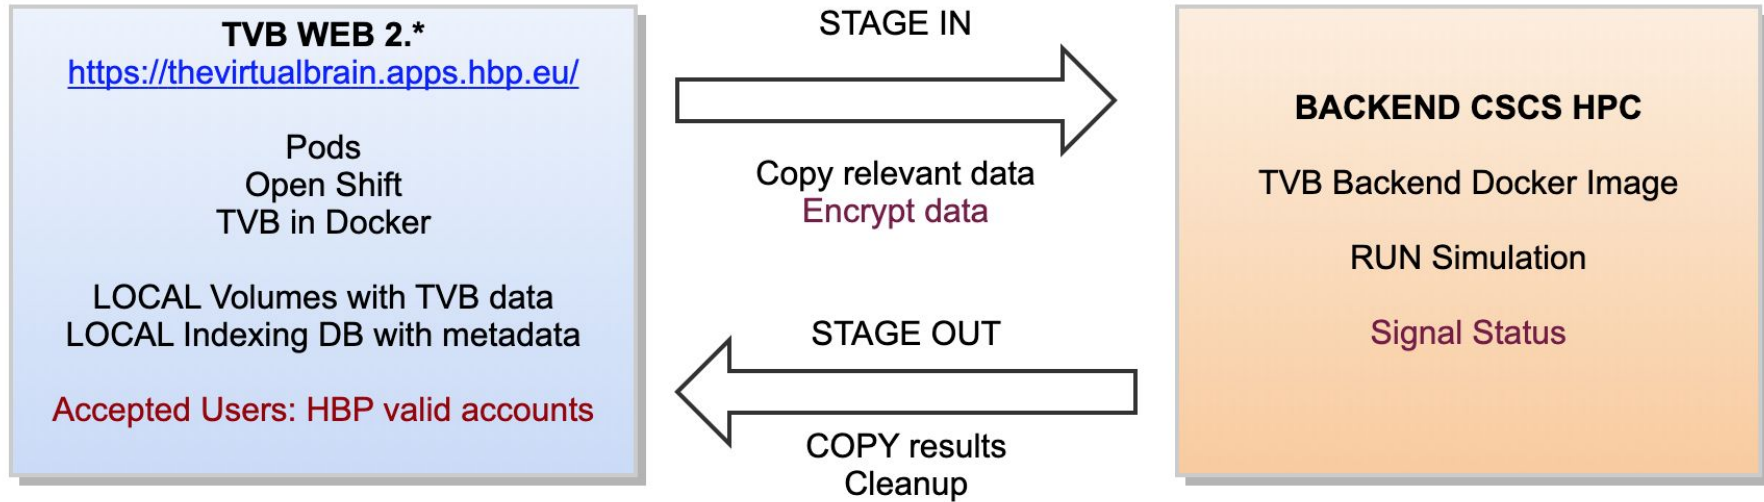 TVB WEB 2.*
https://thevirtualbrain.apps.hbp.eu/
Pods
Open Shift
TVB in Docker
LOCAL Volumes with TVB data
LOCAL Indexing DB with metadata
Accepted Users: HBP valid accounts
STAGE IN
Copy relevant data
Encrypt data
STAGE OUT
COPY results
Cleanup
BACKEND CSCS HPC
TVB Backend Docker Image
RUN Simulation
Signal Status